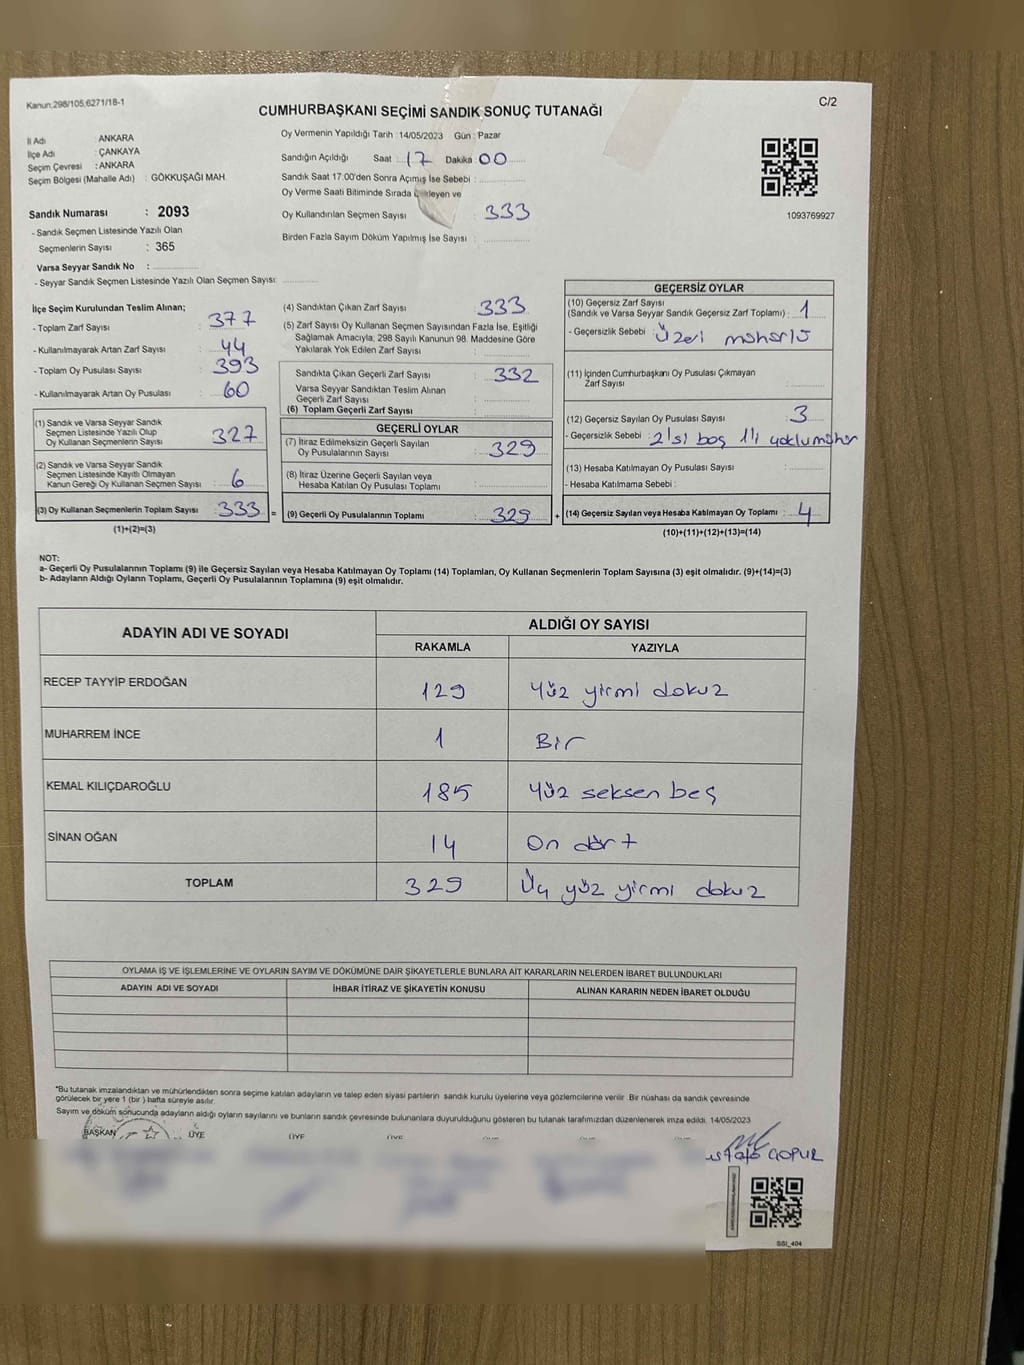 Kanun;298/105;6271/18-1
C/2
CUMHURBAŞKANI SEÇİMİ SANDIK SONUÇ TUTANAĞI
İl Adı : ANKARA
İlçe Adı : ÇANKAYA
Seçim Çevresi : ANKARA
Seçim Bölgesi (Mahalle Adı) : GÖKKUŞAĞI MAH.
Sandık Numarası : 2093
- Sandık Seçmen Listesinde Yazılı Olan
Seçmenlerin Sayısı : 365
Varsa Seyyar Sandık No :
- Seyyar Sandık Seçmen Listesinde Yazılı Olan Seçmen Sayısı:
Oy Vermenin Yapıldığı Tarih : 14/05/2023 Gün : Pazar
Sandığın Açıldığı Saat 17 Dakika 00
Sandık Saat 17:00'den Sonra Açımış İse Sebebi :
Oy Verme Saati Bitiminde Sırada ve
Oy Kullandırılan Seçmen Sayısı : 333
Birden Fazla Sayım Döküm Yapılmış İse Sayısı :
1093769927
İlçe Seçim Kurulundan Teslim Alınan;
- Toplam Zarf Sayısı : 377
- Kullanılmayarak Artan Zarf Sayısı : 44
- Toplam Oy Pusulası Sayısı : 393
- Kullanılmayarak Artan Oy Pusulası : 60
(1) Sandık ve Varsa Seyyar Sandık
Seçmen Listesinde Yazılı Olup
Oy Kullanan Seçmenlerin Sayısı : 327
(2) Sandık ve Varsa Seyyar Sandık
Seçmen Listesinde Kayıtlı Olmayan
Kanun Gereği Oy Kullanan Seçmen Sayısı : 6
(3) Oy Kullanan Seçmenlerin Toplam Sayısı : 333 =
(1)+(2)=(3)
(4) Sandıktan Çıkan Zarf Sayısı : 333
(5) Zarf Sayısı Oy Kullanan Seçmen Sayısından Fazla İse, Eşitliği
Sağlamak Amacıyla; 298 Sayılı Kanunun 98. Maddesine Göre
Yakılarak Yok Edilen Zarf Sayısı :
Sandıkta Çıkan Geçerli Zarf Sayısı : 332
Varsa Seyyar Sandıktan Teslim Alınan
Geçerli Zarf Sayısı :
(6) Toplam Geçerli Zarf Sayısı :
GEÇERLİ OYLAR
(7) İtiraz Edilmeksizin Geçerli Sayılan
Oy Pusulalarının Sayısı : 329
(8) İtiraz Üzerine Geçerli Sayılan veya
Hesaba Katılan Oy Pusulası Toplamı :
(9) Geçerli Oy Pusulalarının Toplamı : 329 +
GEÇERSİZ OYLAR
(10) Geçersiz Zarf Sayısı
(Sandık ve Varsa Seyyar Sandık Geçersiz Zarf Toplamı) : 1
- Geçersizlik Sebebi : Üzeri mühürlü
(11) İçinden Cumhurbaşkanı Oy Pusulası Çıkmayan
Zarf Sayısı :
(12) Geçersiz Sayılan Oy Pusulası Sayısı : 3
- Geçersizlik Sebebi : 2'si boş 1'i
(13) Hesaba Katılmayan Oy Pusulası Sayısı :
- Hesaba Katılmama Sebebi :
(14) Geçersiz Sayılan veya Hesaba Katılmayan Oy Toplamı : 4
(10)+(11)+(12)+(13)=(14)
NOT:
a- Geçerli Oy Pusulalarının Toplamı (9) ile Geçersiz Sayılan veya Hesaba Katılmayan Oy Toplamı (14) Toplamları, Oy Kullanan Seçmenlerin Toplam Sayısına (3) eşit olmalıdır. (9)+(14)=(3)
b- Adayların Aldığı Oyların Toplamı, Geçerli Oy Pusulalarının Toplamına (9) eşit olmalıdır.
ADAYIN ADI VE SOYADI
ALDIĞI OY SAYISI
RAKAMLA YAZIYLA
RECEP TAYYİP ERDOĞAN 129 Yüz yirmi dokuz
MUHARREM İNCE 1 Bir
KEMAL KILIÇDAROĞLU 185 Yüz seksen beş
SİNAN OĞAN 14 On dört
TOPLAM 329 Üç yüz yirmi dokuz
OYLAMA İŞ VE İŞLEMLERİNE VE OYLARIN SAYIM VE DÖKÜMÜNE DAİR ŞİKAYETLERLE BUNLARA AİT KARARLARIN NELERDEN İBARET BULUNDUKLARI
ADAYIN ADI VE SOYADI İHBAR İTİRAZ VE ŞİKAYETİN KONUSU ALINAN KARARIN NEDEN İBARET OLDUĞU
*Bu tutanak imzalandıktan ve mühürlendikten sonra seçime katılan adayların ve talep eden siyasi partilerin sandık kurulu üyelerine veya gözlemcilerine verilir. Bir nüshası da sandık çevresinde
görülecek bir yere 1 (bir) hafta süreyle asılır.
Sayım ve döküm sonucunda adayların aldığı oyların sayılarını ve bunların sandık çevresinde bulunanlara duyurulduğunu gösteren bu tutanak tarafımızdan düzenlenerek imza edildi. 14/05/2023
BAŞKAN ÜYE ÜYE ÜYE
SSI_404